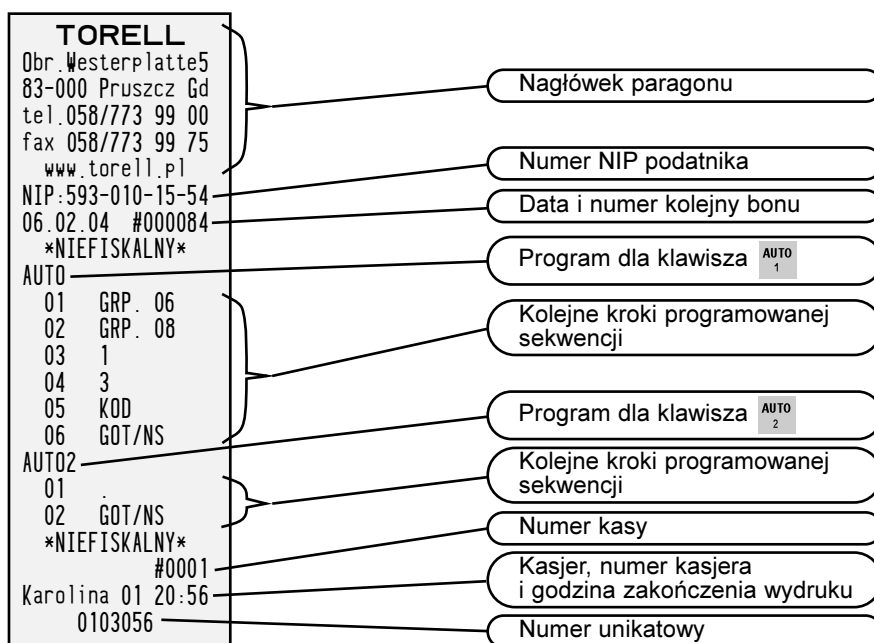 TORELL
Obr.Westerplatte5
83-000 Pruszcz Gd
tel.058/773 99 00
fax 058/773 99 75
www.torell.pl
NIP:593-010-15-54
06.02.04 #000084
*NIEFISKALNY*
AUTO
01 GRP. 06
02 GRP. 08
03 1
04 3
05 KOD
06 GOT/NS
AUTO2
01 .
02 GOT/NS
*NIEFISKALNY*
#0001
Karolina 01 20:56
0103056
Nagłówek paragonu
Numer NIP podatnika
Data i numer kolejny bonu
Program dla klawisza AUTO 1
Kolejne kroki programowanej
sekwencji
Program dla klawisza AUTO 2
Kolejne kroki programowanej
sekwencji
Numer kasy
Kasjer, numer kasjera
i godzina zakończenia wydruku
Numer unikatowy